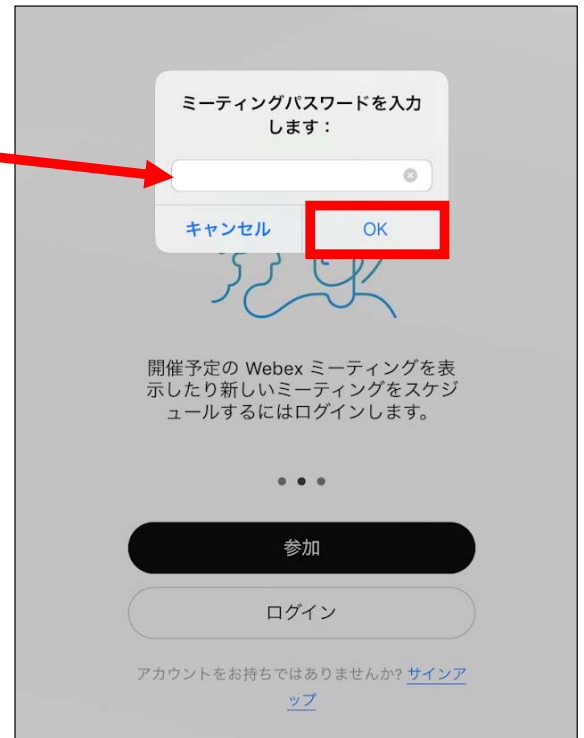 ミーティングパスワードを入力
します：
キャンセル
OK
開催予定の Webex ミーティングを表
示したり新しいミーティングをスケジ
ュールするにはログインします。
参加
ログイン
アカウントをお持ちではありませんか? サインア
ップ